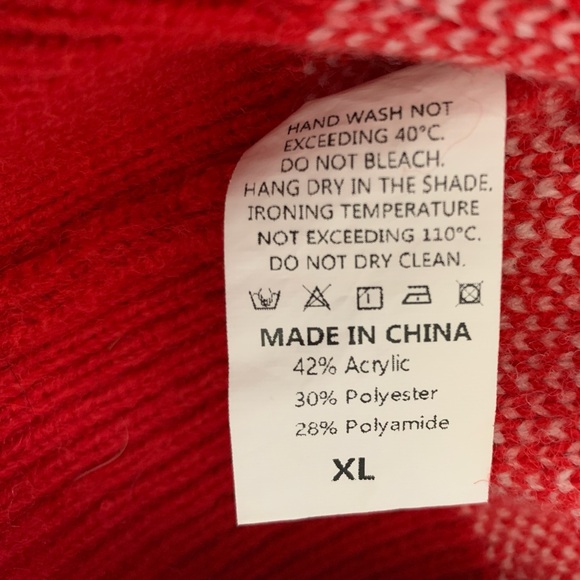 HAND WASH NOT
EXCEEDING 40°C.
DO NOT BLEACH.
HANG DRY IN THE SHADE.
IRONING TEMPERATURE
NOT EXCEEDING 110°C.
DO NOT DRY CLEAN.
MADE IN CHINA
42% Acrylic
30% Polyester
28% Polyamide
XL